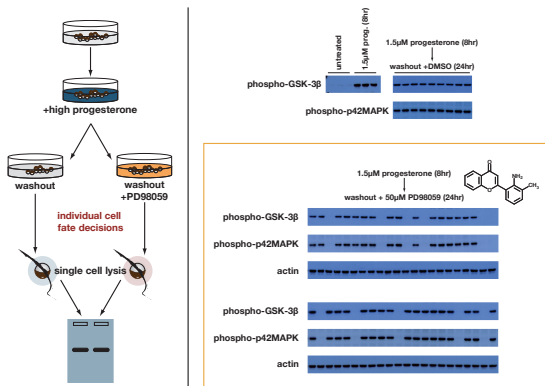 +high progesterone
washout
washout
+PD98059
individual cell
fate decisions
single cell lysis
untreated
1.5µM prog. (8hr)
1.5µM progesterone (8hr)
washout +DMSO (24hr)
phospho-GSK-3β
phospho-p42MAPK
1.5µM progesterone (8hr)
washout + 50µM PD98059 (24hr)
O
NH₂
CH₃
O
phospho-GSK-3β
phospho-p42MAPK
actin
phospho-GSK-3β
phospho-p42MAPK
actin